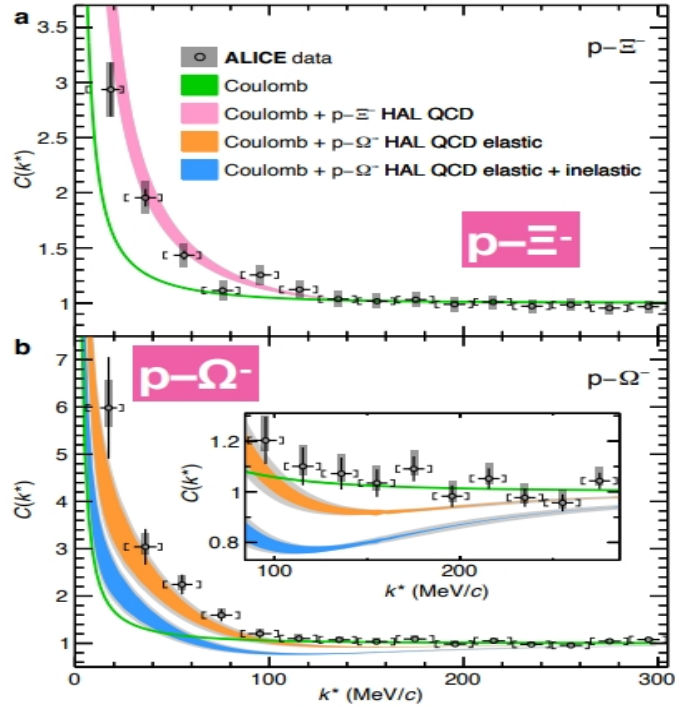 a
p–Ξ⁻
ALICE data
Coulomb
Coulomb + p–Ξ⁻ HAL QCD
Coulomb + p–Ω⁻ HAL QCD elastic
Coulomb + p–Ω⁻ HAL QCD elastic + inelastic
3.5
3
2.5
2
1.5
1
C(k*)
p–Ξ⁻
b
p–Ω⁻
p–Ω⁻
7
6
5
4
3
2
1
C(k*)
1.2
1
0.8
C(k*)
100
200
k* (MeV/c)
0
100
200
300
k* (MeV/c)